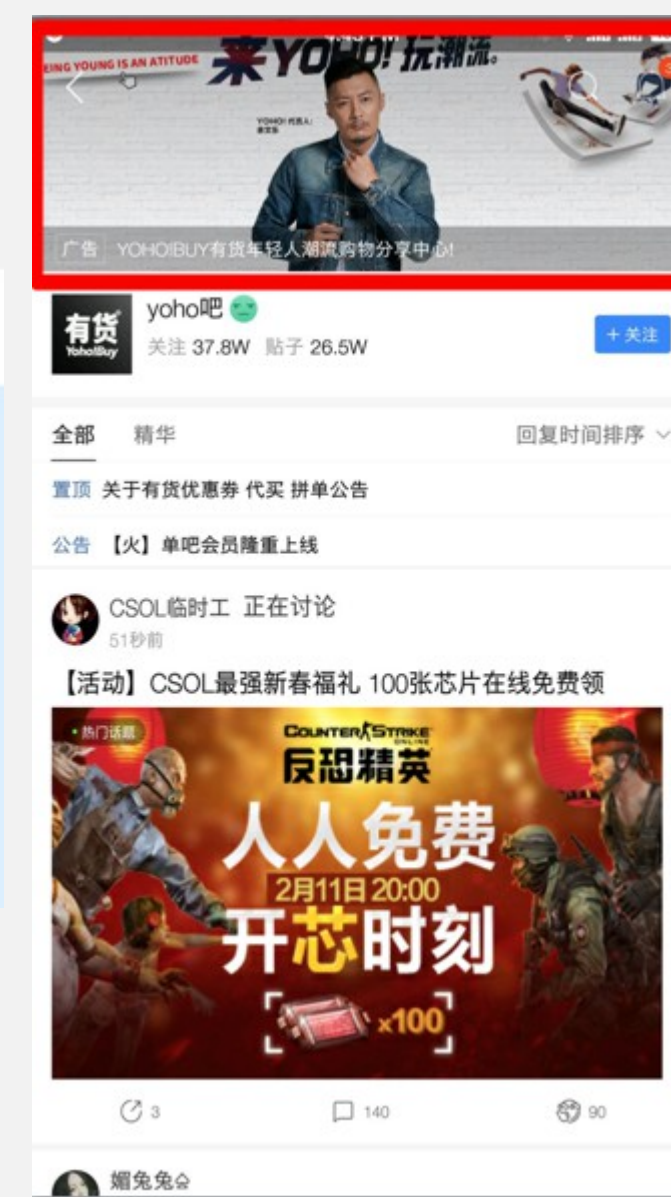 BEING YOUNG IS AN ATITUDE
来YOHO!玩潮流。
YOHO!代言人:
广告 YOHO!BUY有货年轻人潮流购物分享中心!
有货
Yoho!Buy
yoho吧
关注 37.8W 贴子 26.5W
+ 关注
全部 精华 回复时间排序
置顶 关于有货优惠券 代买 拼单公告
公告 【火】单吧会员隆重上线
CSOL临时工 正在讨论
51秒前
【活动】CSOL最强新春福礼 100张芯片在线免费领
热门话题
COUNTER STRIKE
ONLINE
反恐精英
人人免费
2月11日 20:00
开芯时刻
x100
3 140 90
媚兔兔